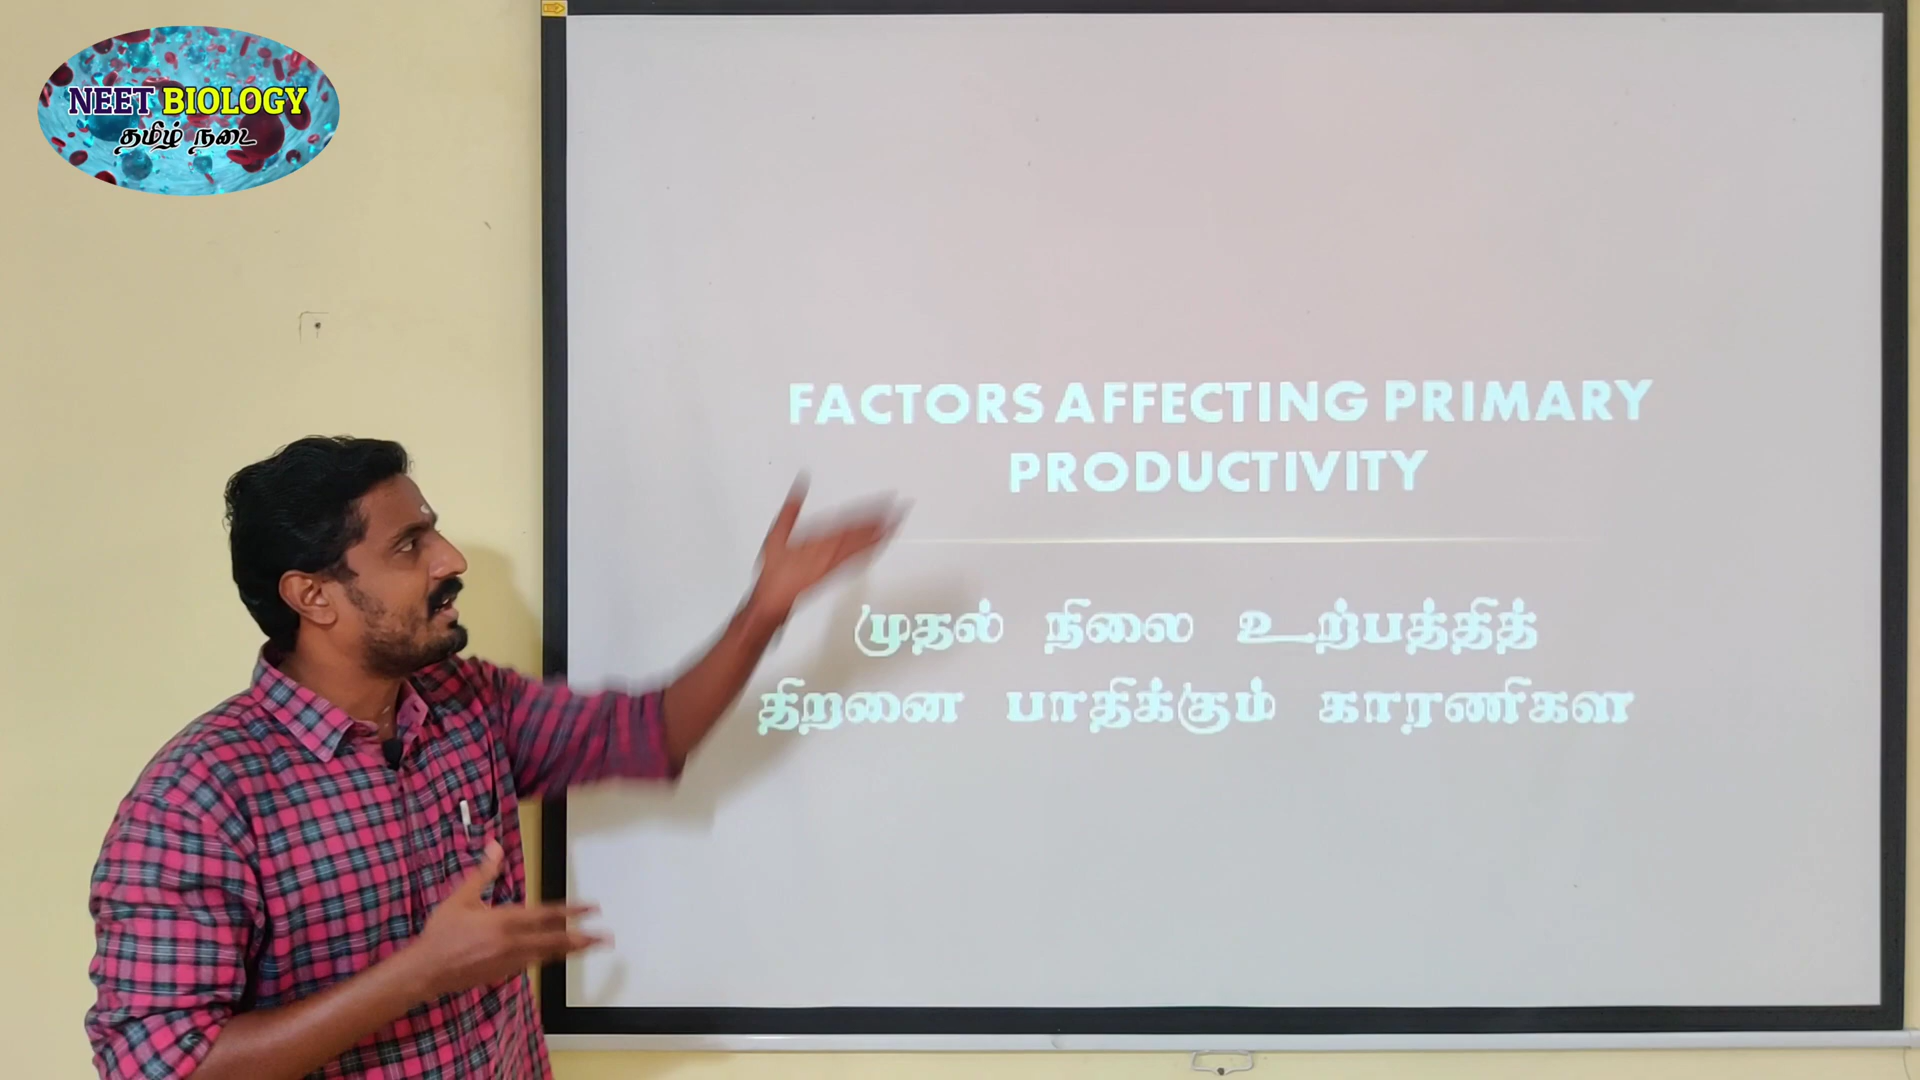 NEET BIOLOGY
தமிழ் நடை
FACTORS AFFECTING PRIMARY
PRODUCTIVITY
முதல் நிலை உற்பத்தித்
திறனை பாதிக்கும் காரணிகள